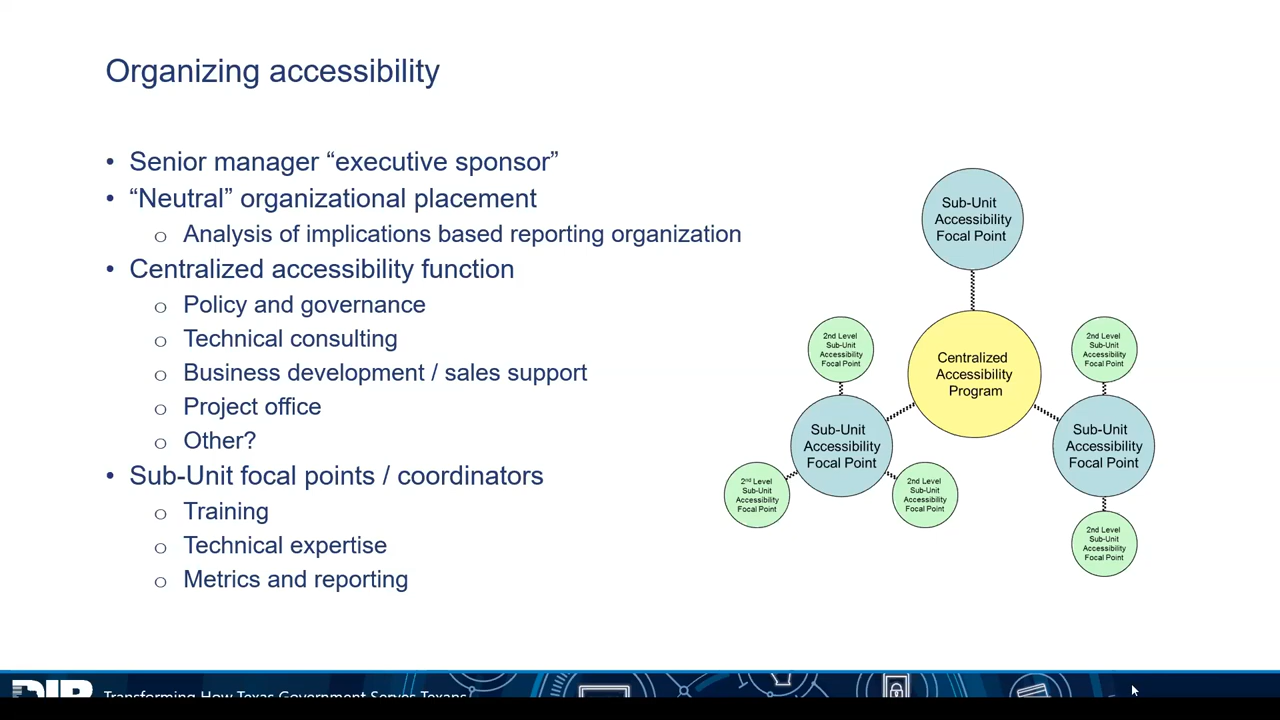 Organizing accessibility
• Senior manager “executive sponsor”
• “Neutral” organizational placement
o Analysis of implications based reporting organization
• Centralized accessibility function
o Policy and governance
o Technical consulting
o Business development / sales support
o Project office
o Other?
• Sub-Unit focal points / coordinators
o Training
o Technical expertise
o Metrics and reporting
Sub-Unit
Accessibility
Focal Point
2nd Level
Sub-Unit
Accessibility
Focal Point
Centralized
Accessibility
Program
2nd Level
Sub-Unit
Accessibility
Focal Point
Sub-Unit
Accessibility
Focal Point
Sub-Unit
Accessibility
Focal Point
2nd Level
Sub-Unit
Accessibility
Focal Point
2nd Level
Sub-Unit
Accessibility
Focal Point
2nd Level
Sub-Unit
Accessibility
Focal Point
DIR
Transforming How Texas Government Serves Texans